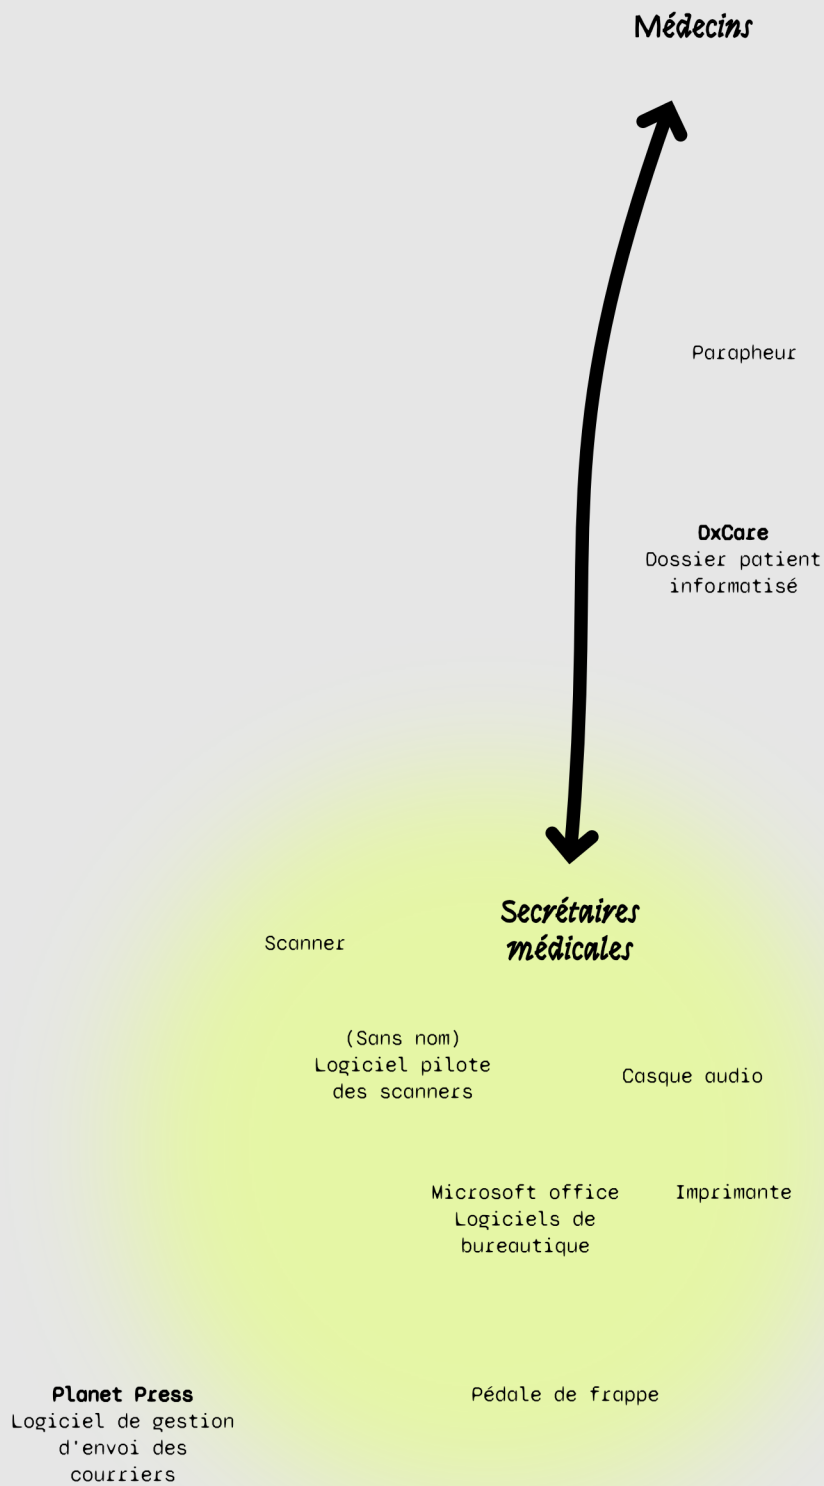 Médecins
Parapheur
DxCare
Dossier patient
informatisé
Secrétaires
médicales
Scanner
(Sans nom)
Logiciel pilote
des scanners
Casque audio
Microsoft office
Logiciels de
bureautique
Imprimante
Planet Press
Logiciel de gestion
d'envoi des
courriers
Pédale de frappe